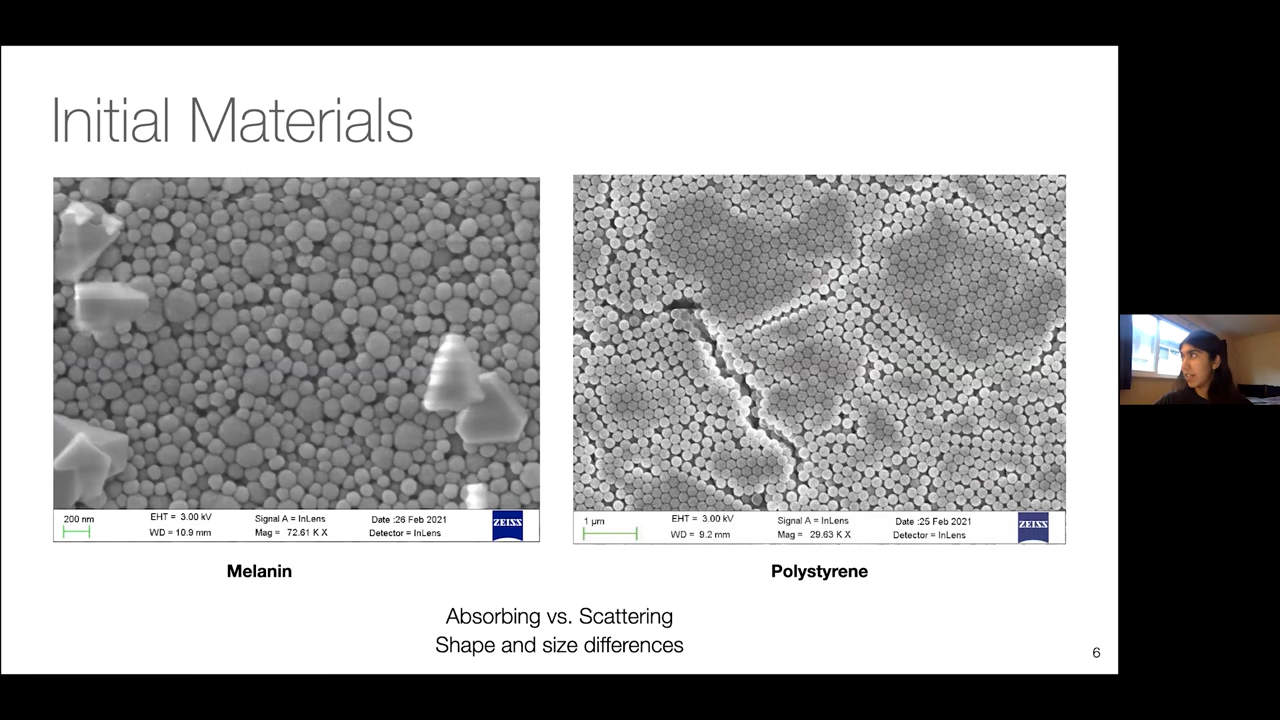 Initial Materials
200 nm
EHT = 3.00 kV
WD = 10.9 mm
Signal A = InLens
Mag = 72.61 K X
Date :26 Feb 2021
Detector = InLens
ZEISS
1 µm
EHT = 3.00 kV
WD = 9.2 mm
Signal A = InLens
Mag = 29.63 K X
Date :25 Feb 2021
Detector = InLens
ZEISS
Melanin
Polystyrene
Absorbing vs. Scattering
Shape and size differences
6